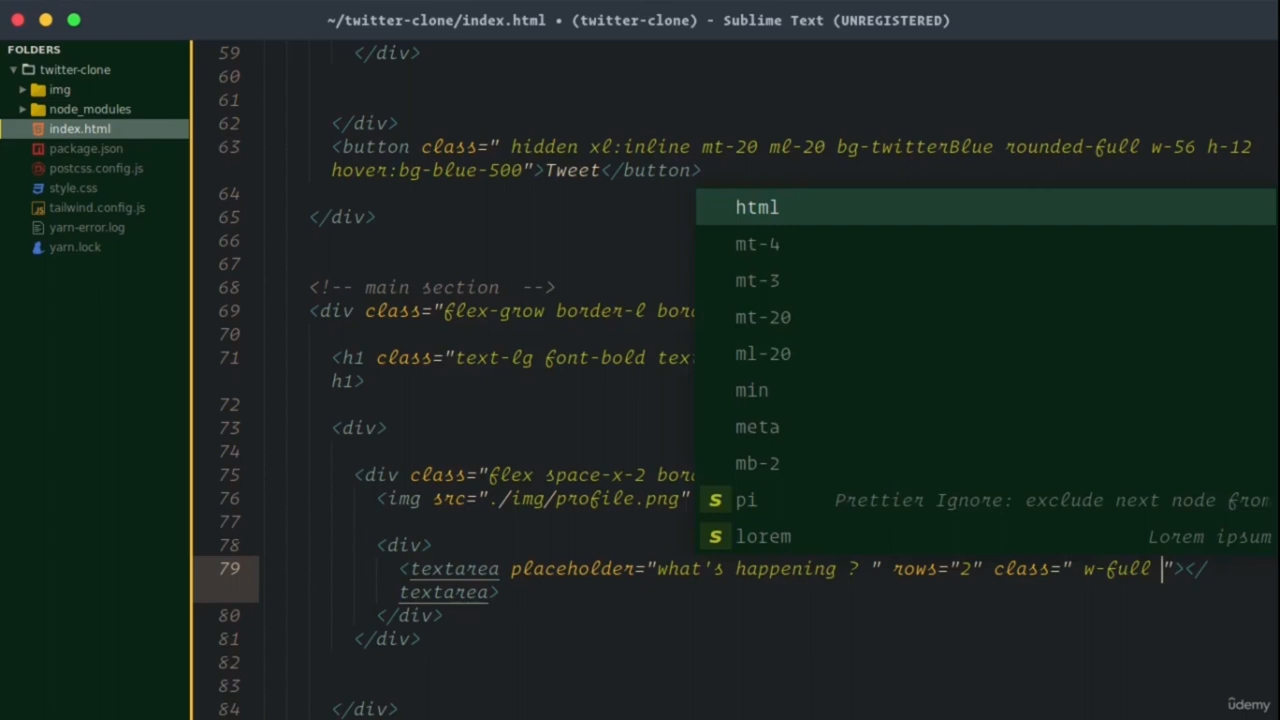 ~/twitter-clone/index.html • (twitter-clone) - Sublime Text (UNREGISTERED)
FOLDERS
twitter-clone
img
node_modules
index.html
package.json
postcss.config.js
style.css
tailwind.config.js
yarn-error.log
yarn.lock
59 </div>
60
61
62 </div>
63 <button class=" hidden xl:inline mt-20 ml-20 bg-twitterBlue rounded-full w-56 h-12
hover:bg-blue-500">Tweet</button>
64
65 </div>
66
67
68 <!-- main section -->
69 <div class="flex-grow border-l bord
70
71 <h1 class="text-lg font-bold tex
h1>
72
73 <div>
74
75 <div class="flex space-x-2 bord
76 <img src="./img/profile.png"
77
78 <div>
79 <textarea placeholder="what's happening ? " rows="2" class=" w-full "></
textarea>
80 </div>
81 </div>
82
83
84 </div>
html
mt-4
mt-3
mt-20
ml-20
min
meta
mb-2
s pi Prettier Ignore: exclude next node from
s lorem Lorem ipsum
ûdemy